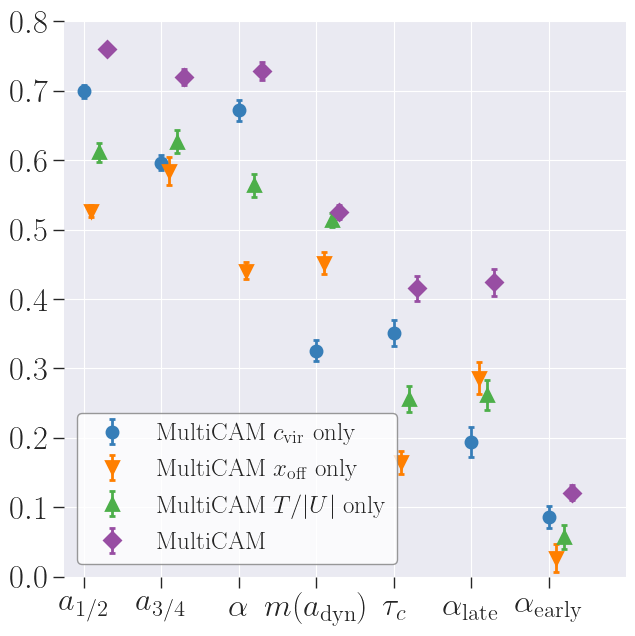 0.8
0.7
0.6
0.5
0.4
0.3
0.2
0.1
0.0
MultiCAM c_vir only
MultiCAM x_off only
MultiCAM T/|U| only
MultiCAM
a_1/2 a_3/4 α m(a_dyn) τ_c α_late α_early